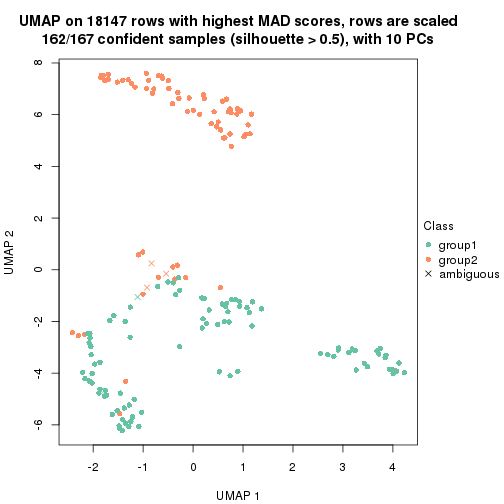 UMAP on 18147 rows with highest MAD scores, rows are scaled
162/167 confident samples (silhouette > 0.5), with 10 PCs
8
6
4
2
0
-2
-4
-6
UMAP 2
-2 -1 0 1 2 3 4
UMAP 1
Class
group1
group2
ambiguous